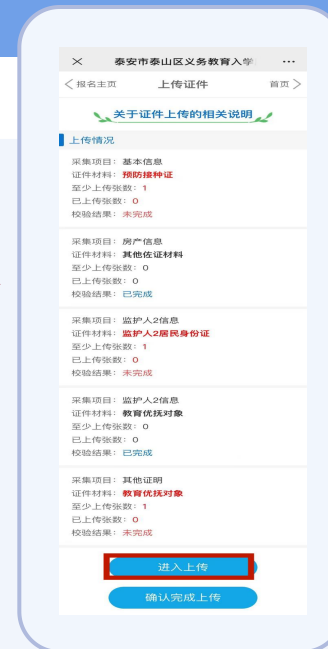 × 泰安市泰山区义务教育入学 ...
< 报名主页 上传证件 首页 >
关于证件上传的相关说明
上传情况
采集项目：基本信息
证件材料：预防接种证
至少上传张数：1
已上传张数：0
校验结果：未完成
采集项目：房产信息
证件材料：其他佐证材料
至少上传张数：0
已上传张数：0
校验结果：已完成
采集项目：监护人2信息
证件材料：监护人2居民身份证
至少上传张数：1
已上传张数：0
校验结果：未完成
采集项目：监护人2信息
证件材料：教育优抚对象
至少上传张数：0
已上传张数：0
校验结果：已完成
采集项目：其他证明
证件材料：教育优抚对象
至少上传张数：1
已上传张数：0
校验结果：未完成
进入上传
确认完成上传